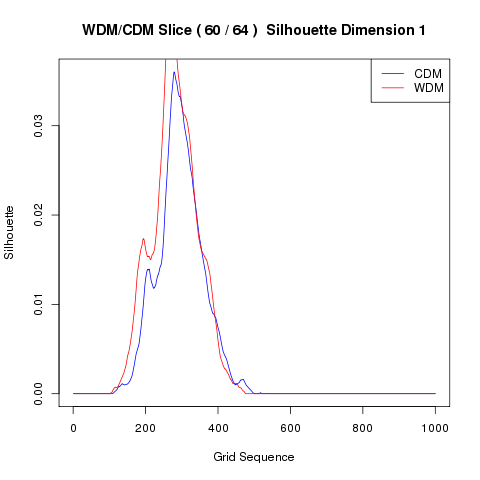 WDM/CDM Slice ( 60 / 64 )  Silhouette Dimension 1
CDM
WDM
Silhouette
0.00
0.01
0.02
0.03
0
200
400
600
800
1000
Grid Sequence